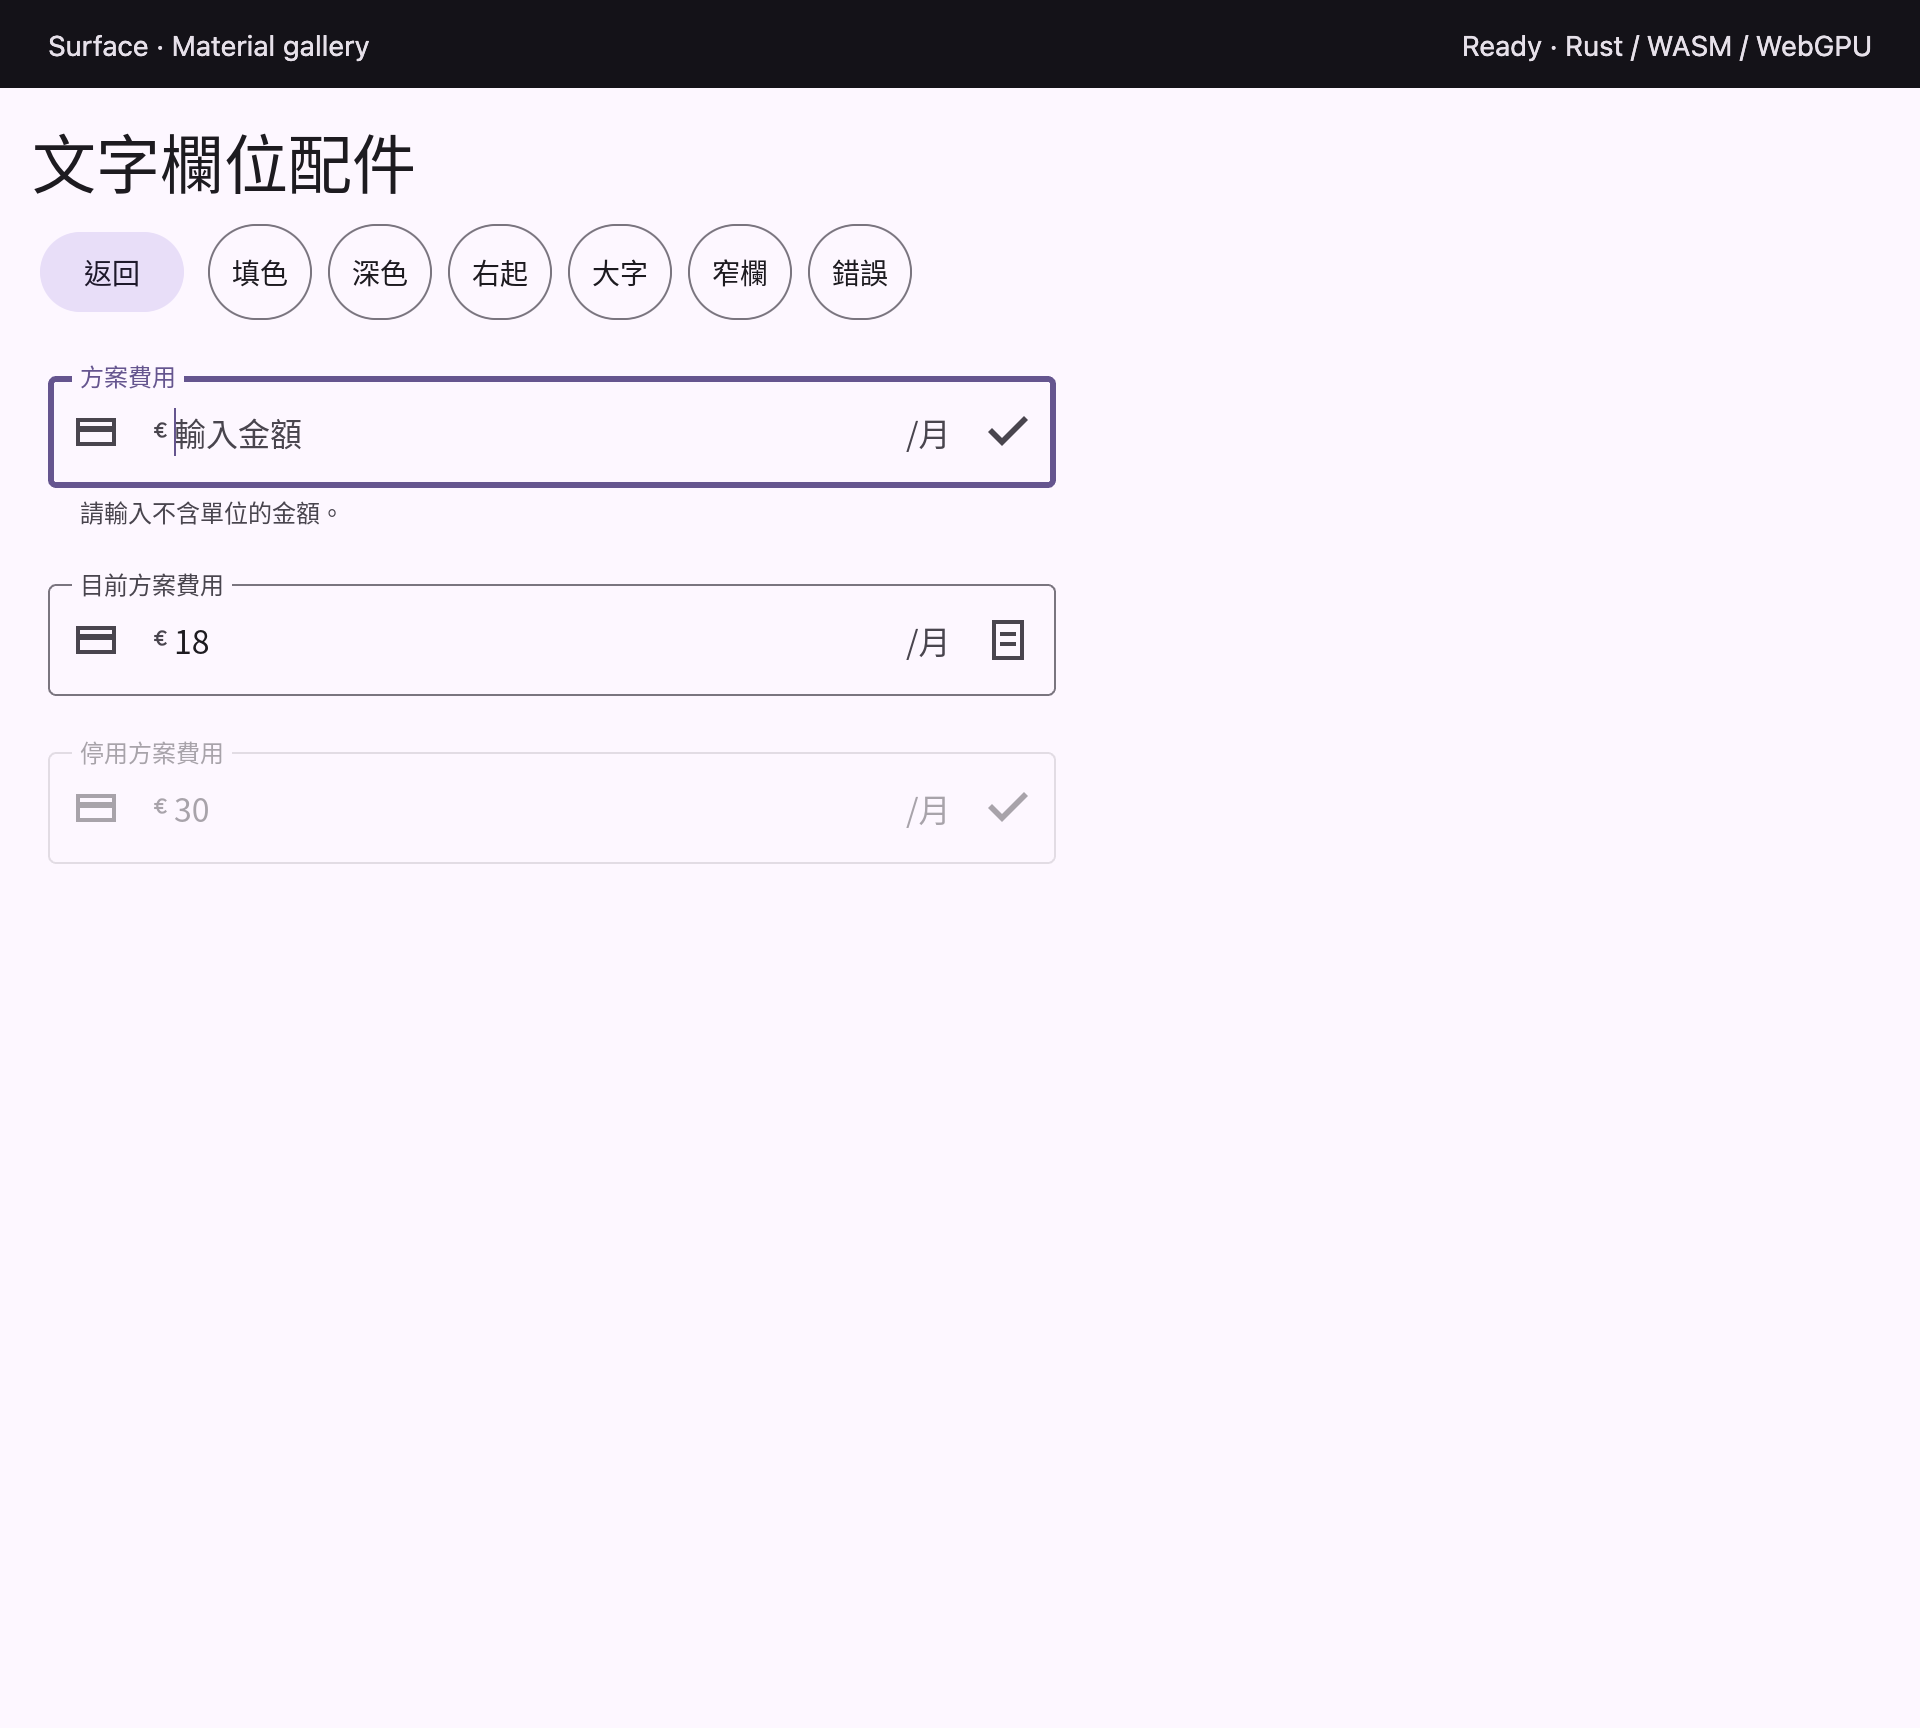 Surface · Material gallery
Ready · Rust / WASM / WebGPU
文字欄位配件
返回 填色 深色 右起 大字 窄欄 錯誤
方案費用
€ 輸入金額 /月
請輸入不含單位的金額。
目前方案費用
€ 18 /月
停用方案費用
€ 30 /月